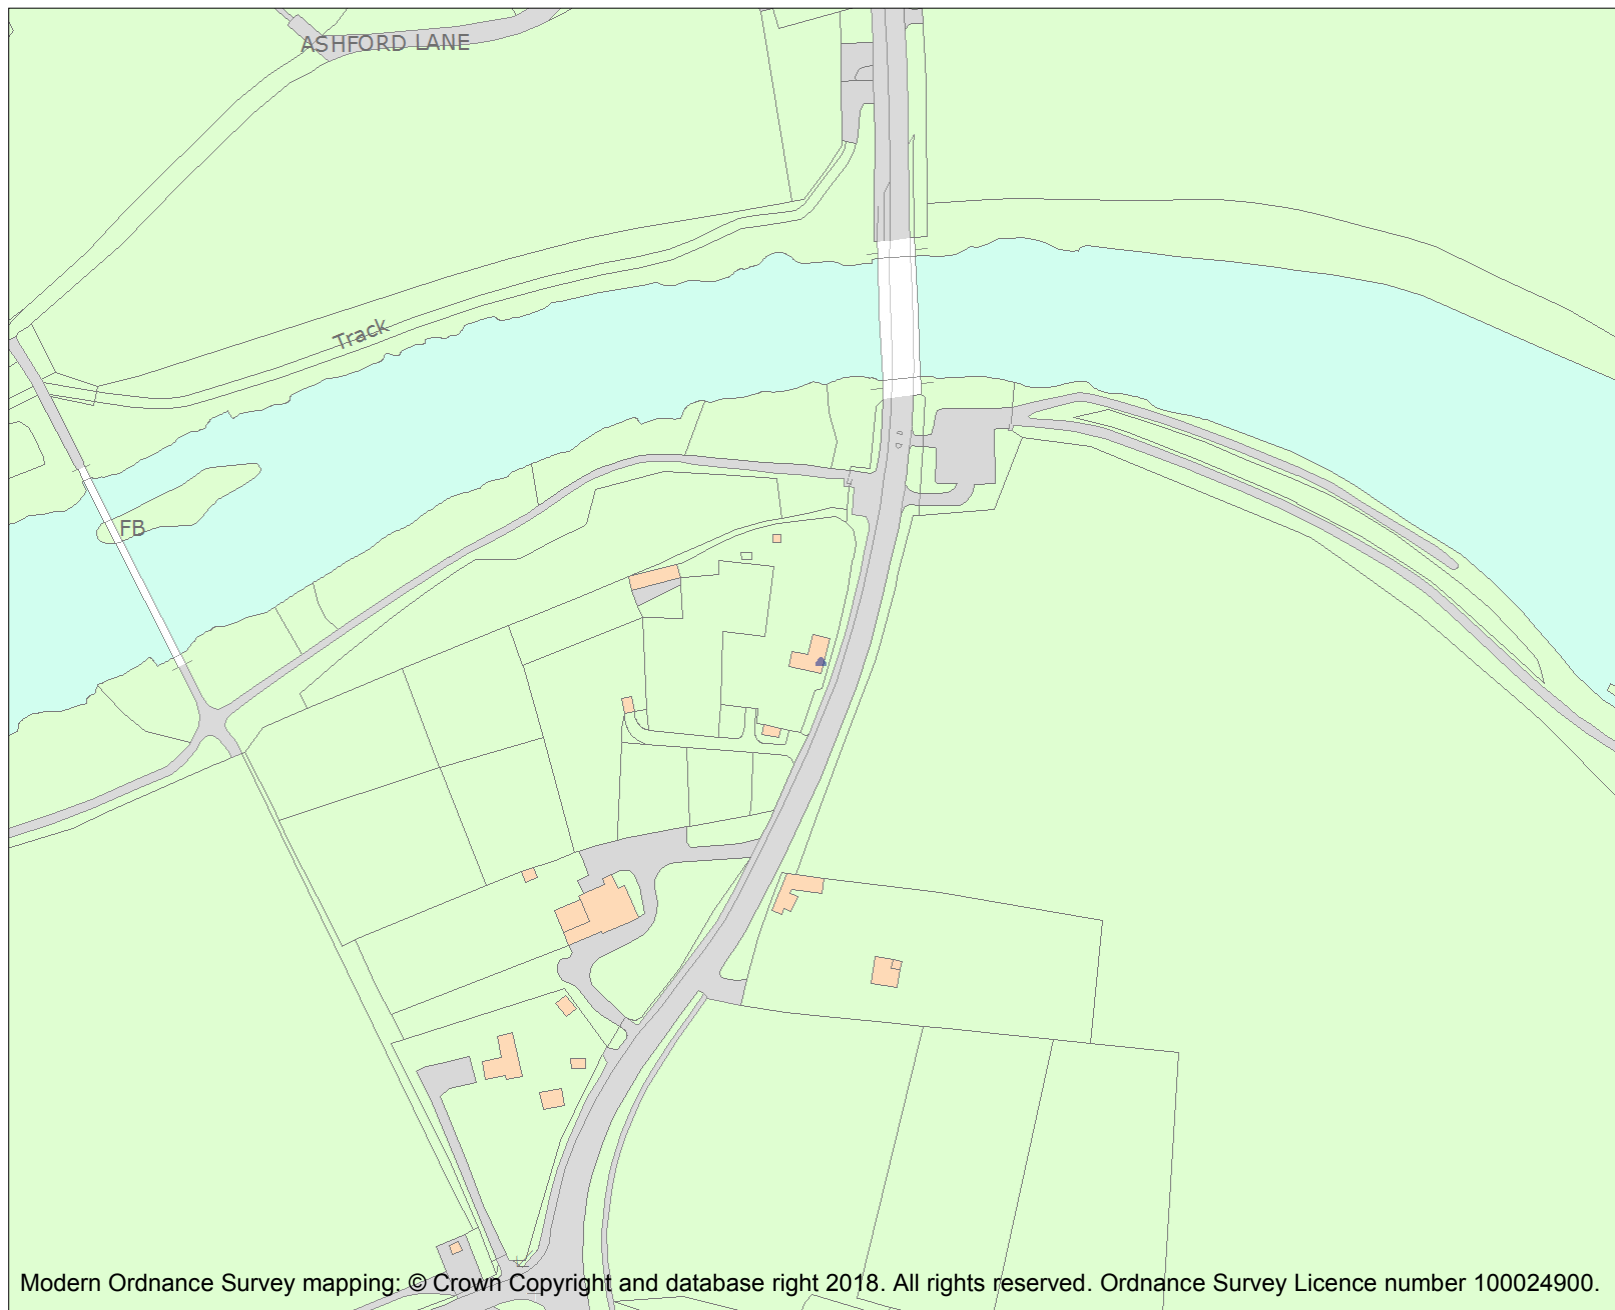 ASHFORD LANE
Track
FB
Modern Ordnance Survey mapping: © Crown Copyright and database right 2018. All rights reserved. Ordnance Survey Licence number 100024900.